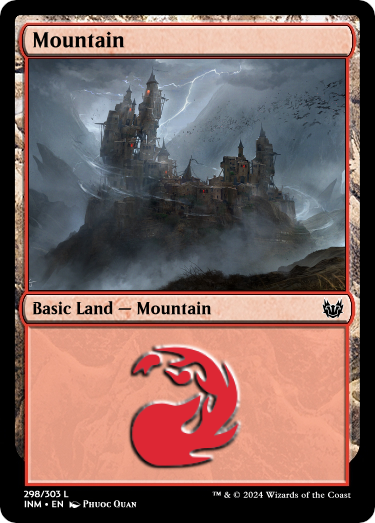 Mountain
Basic Land — Mountain
298/303 L
INM • EN Phuoc Quan
™ & © 2024 Wizards of the Coast